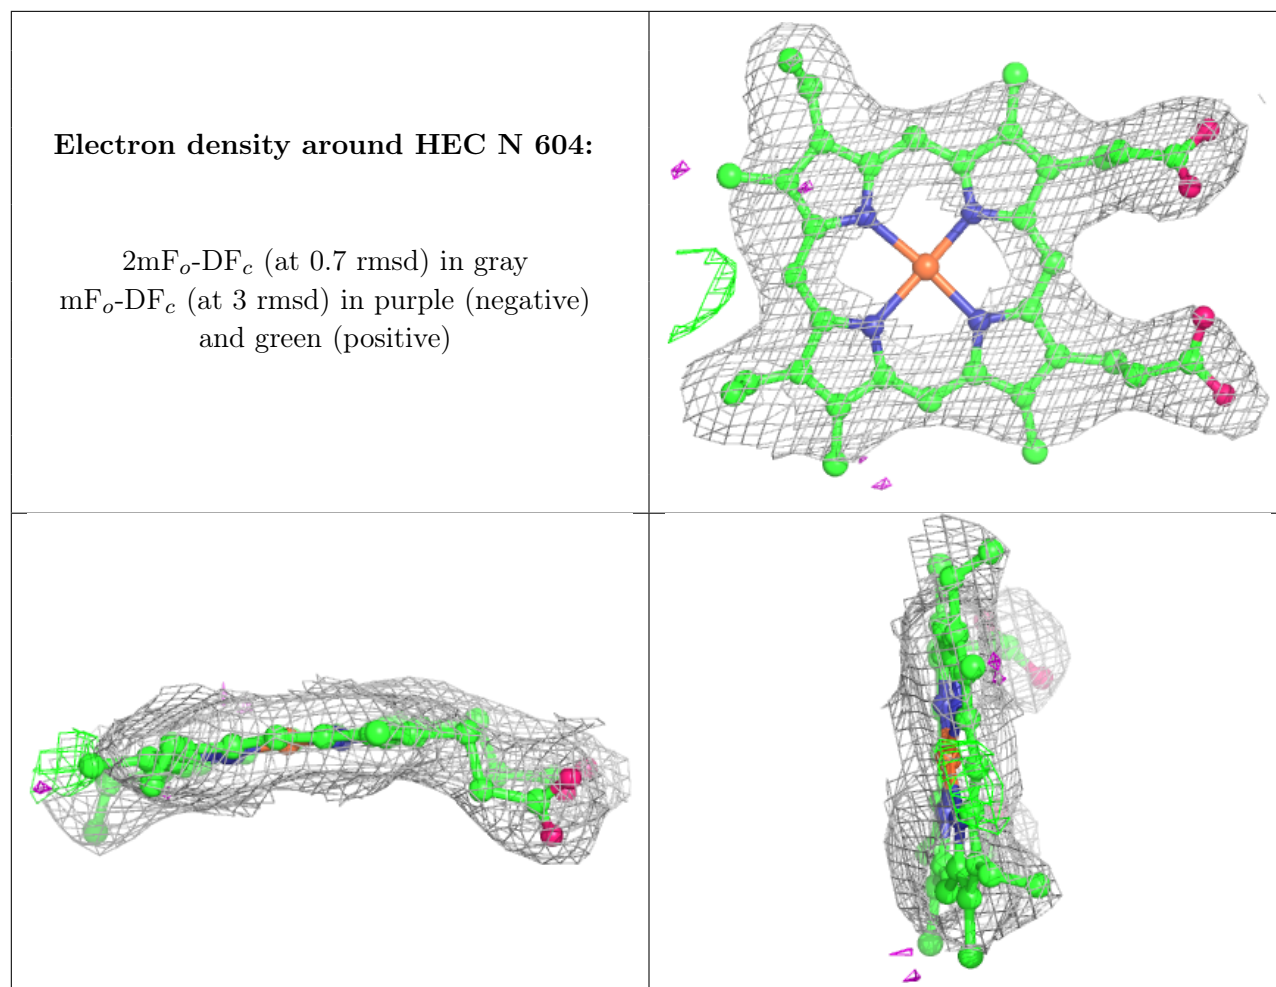 Electron density around HEC N 604:
2mFo-DFc (at 0.7 rmsd) in gray
mFo-DFc (at 3 rmsd) in purple (negative)
and green (positive)